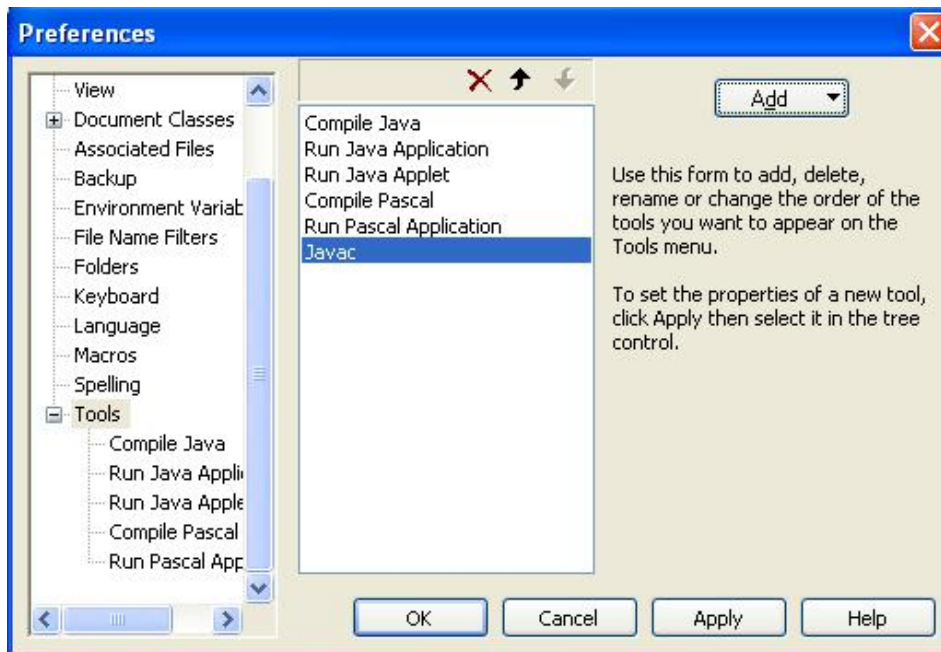 Preferences
View
Document Classes
Associated Files
Backup
Environment Variab
File Name Filters
Folders
Keyboard
Language
Macros
Spelling
Tools
Compile Java
Run Java Appli
Run Java Apple
Compile Pascal
Run Pascal App
Compile Java
Run Java Application
Run Java Applet
Compile Pascal
Run Pascal Application
Javac
Add
Use this form to add, delete,
rename or change the order of the
tools you want to appear on the
Tools menu.
To set the properties of a new tool,
click Apply then select it in the tree
control.
OK Cancel Apply Help